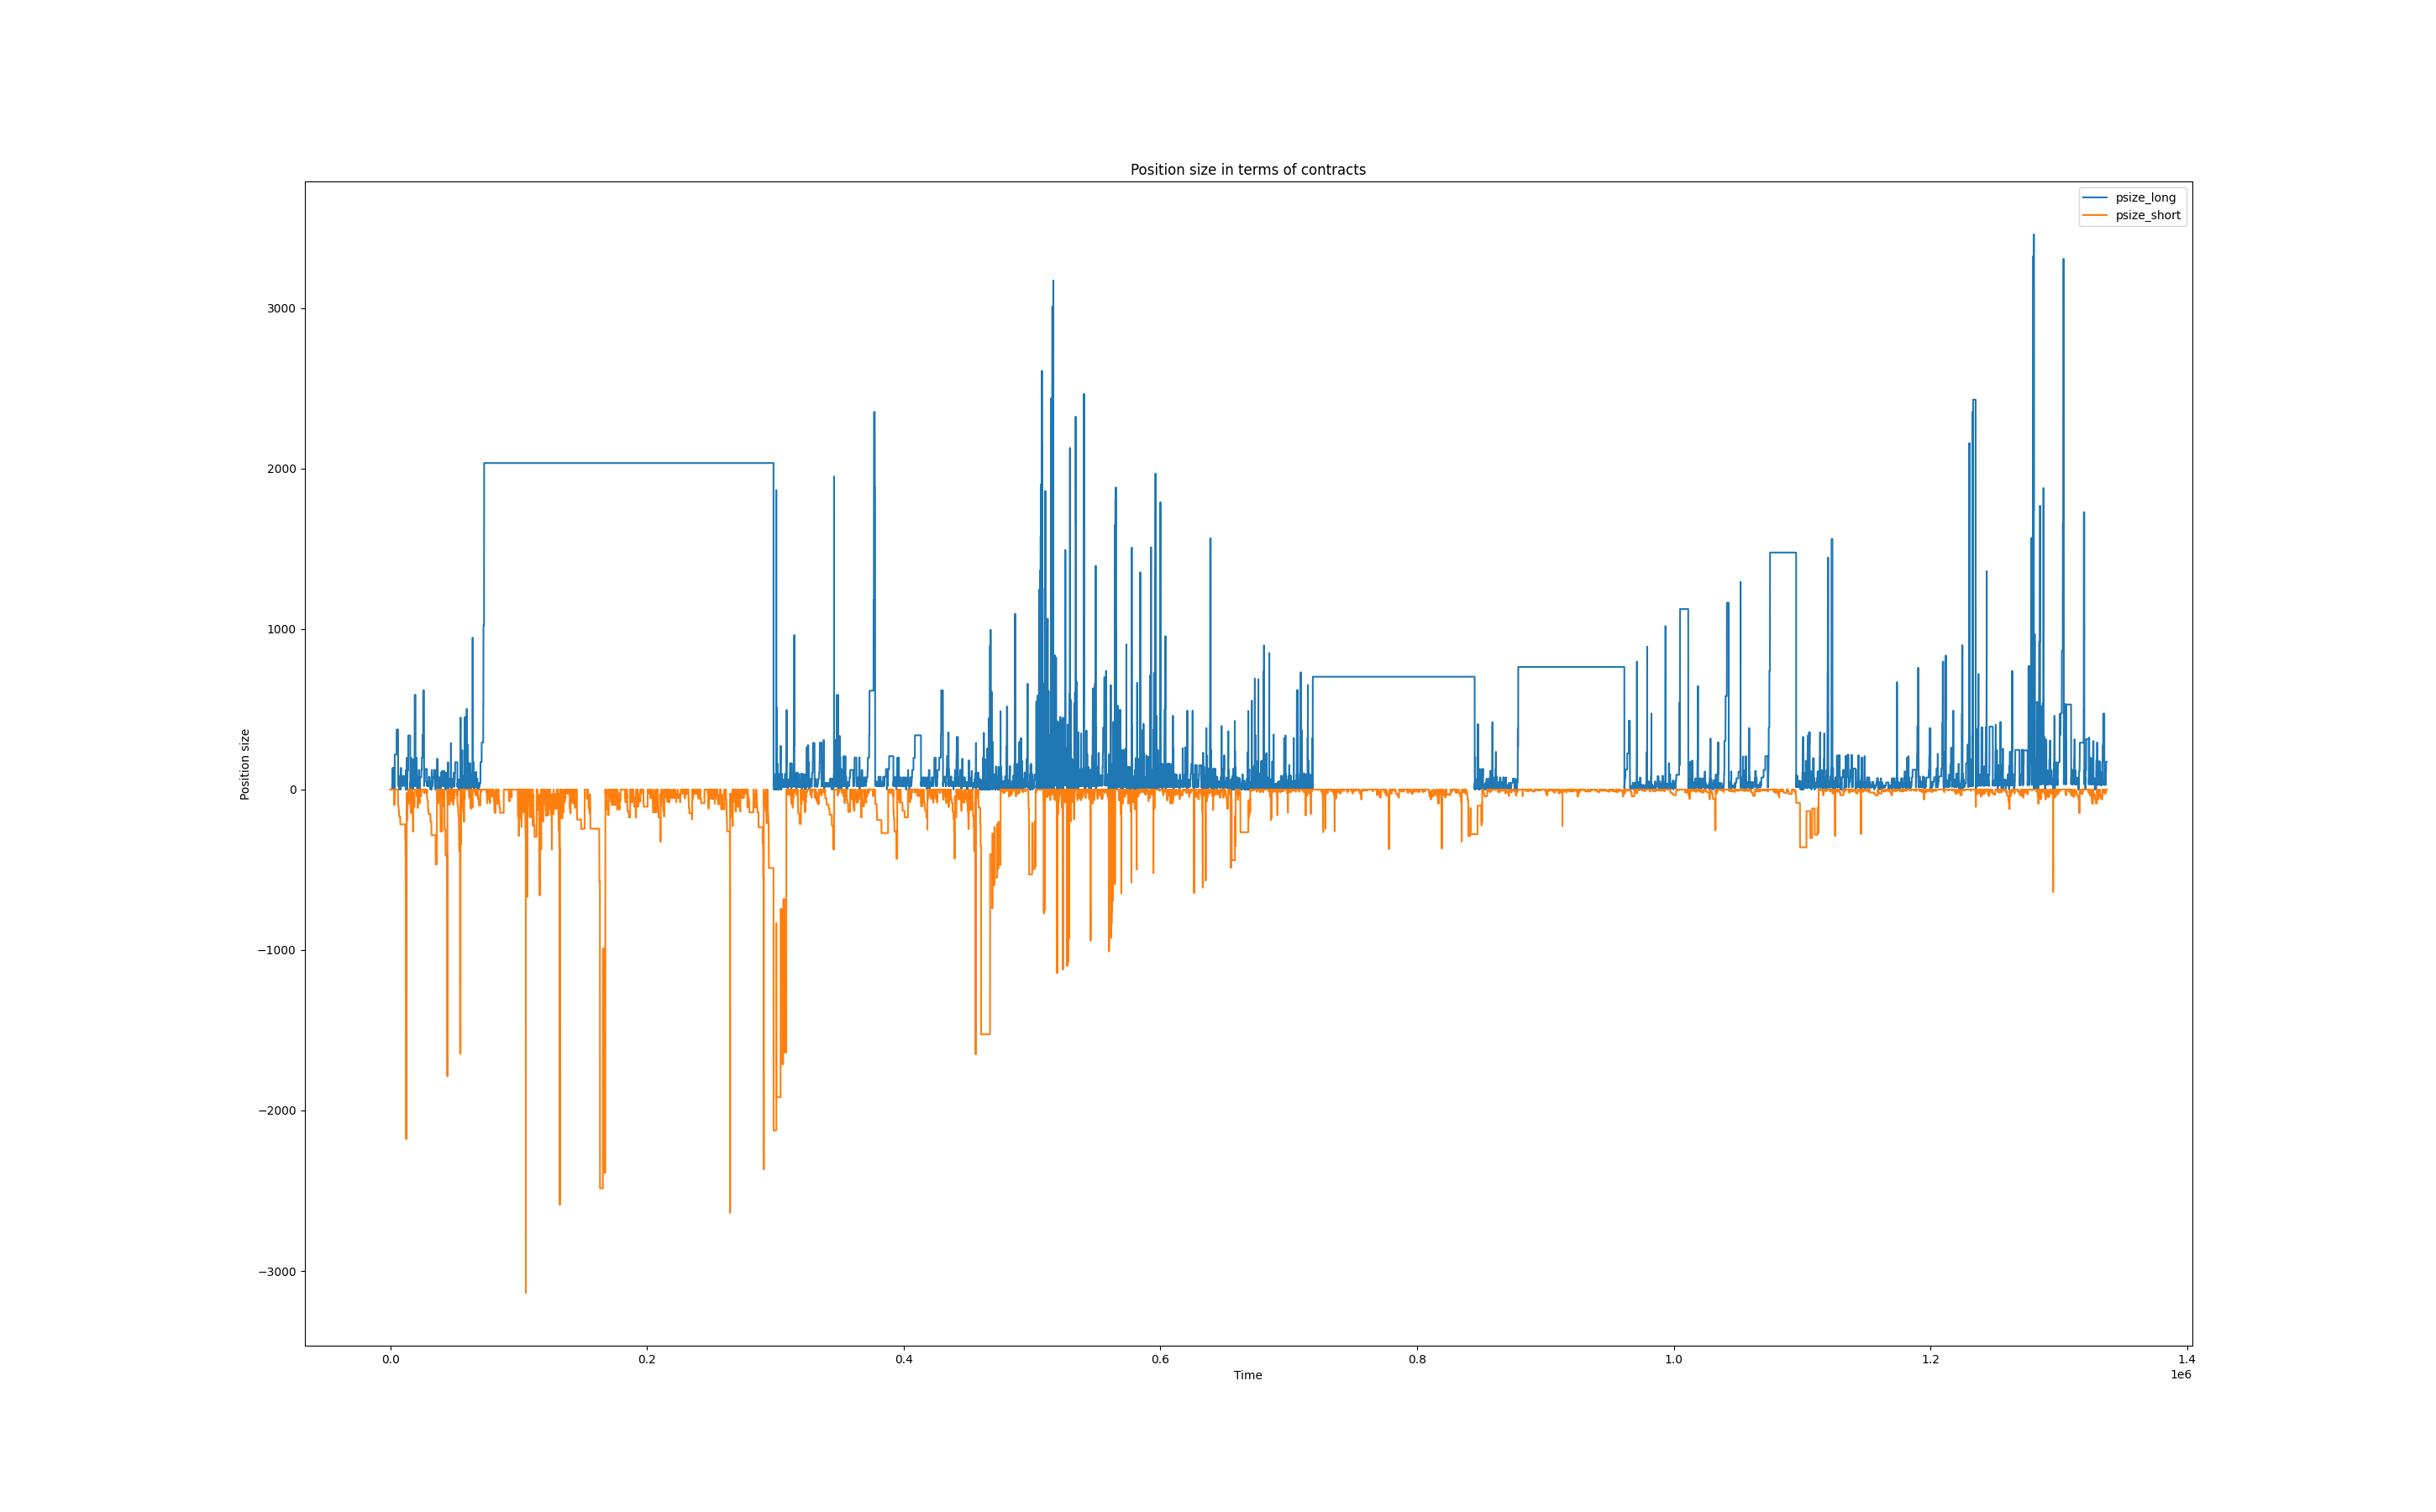 Position size in terms of contracts
psize_long
psize_short
Position size
3000
2000
1000
0
−1000
−2000
−3000
0.0
0.2
0.4
0.6
0.8
1.0
1.2
1.4
Time
1e6